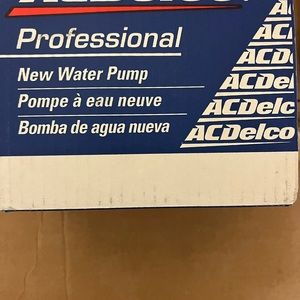 ACDelco
Professional
New Water Pump
Pompe à eau neuve
Bomba de agua nueva
ACDelco
ACDelco
ACDelco